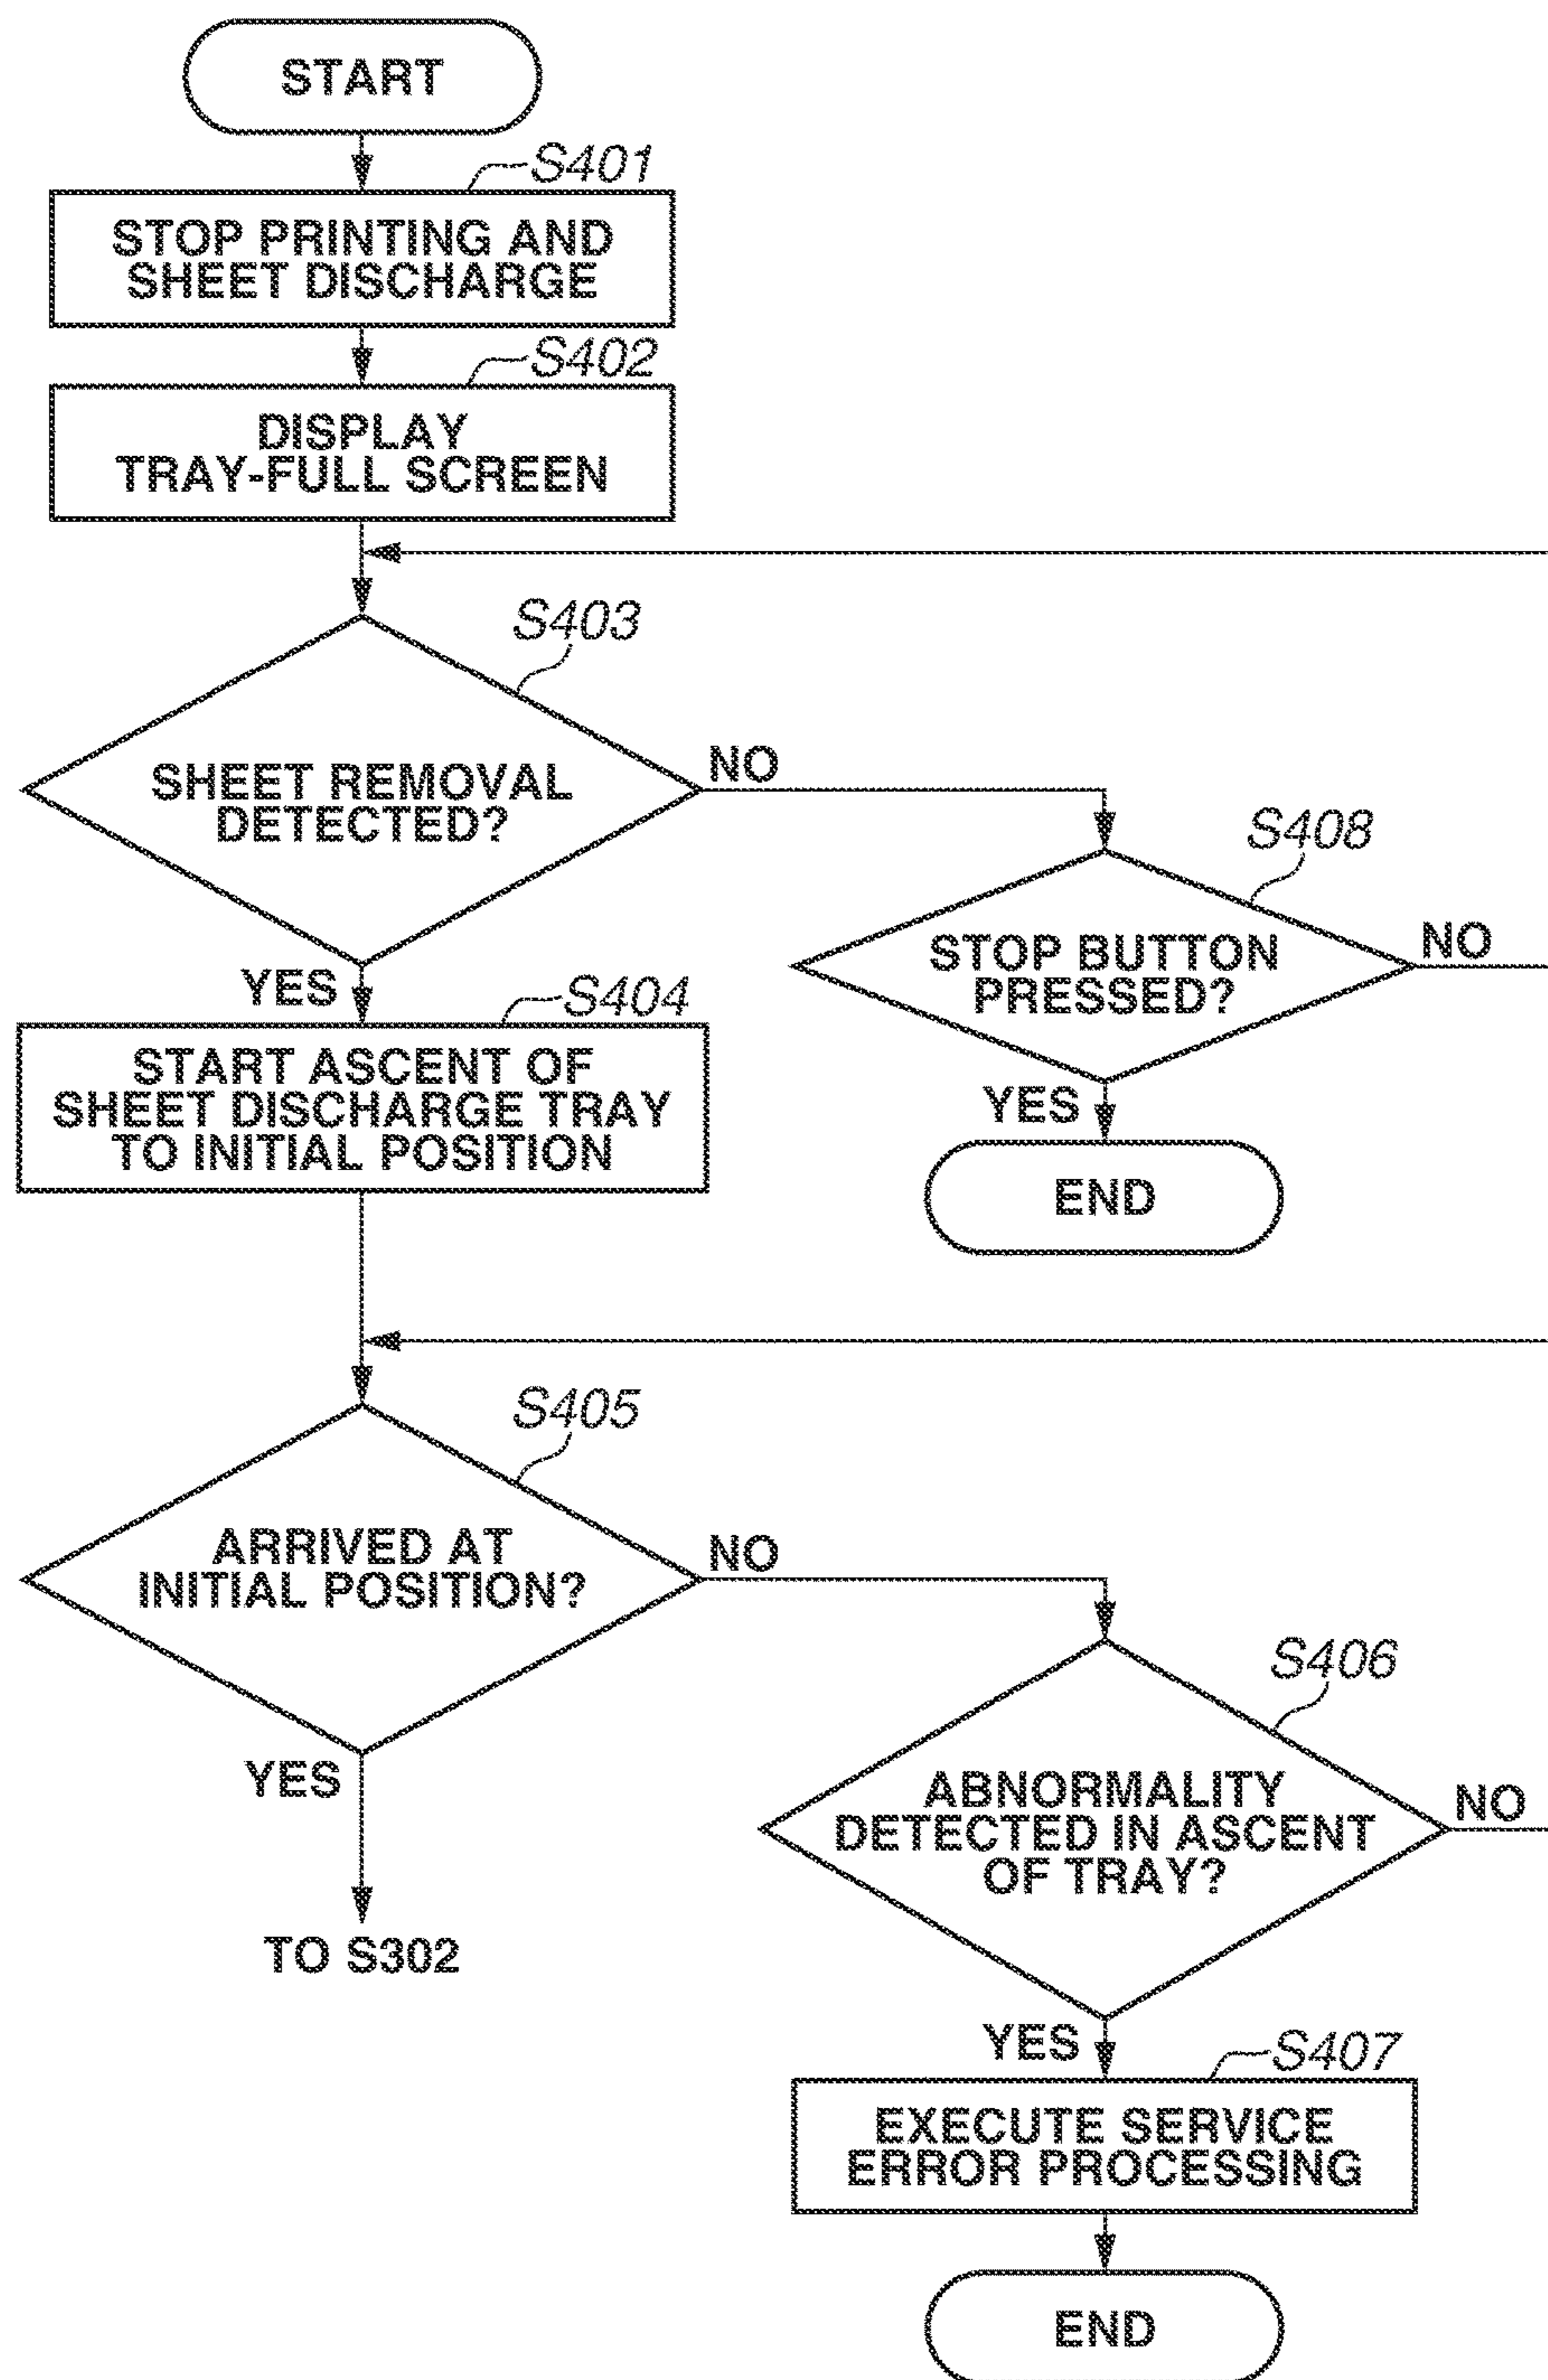 START
S401
STOP PRINTING AND
SHEET DISCHARGE
S402
DISPLAY
TRAY-FULL SCREEN
S403
SHEET REMOVAL
DETECTED?
NO
S408
STOP BUTTON
PRESSED?
NO
YES
END
YES
S404
START ASCENT OF
SHEET DISCHARGE TRAY
TO INITIAL POSITION
S405
ARRIVED AT
INITIAL POSITION?
NO
S406
ABNORMALITY
DETECTED IN ASCENT
OF TRAY?
NO
YES
TO S302
YES
S407
EXECUTE SERVICE
ERROR PROCESSING
END